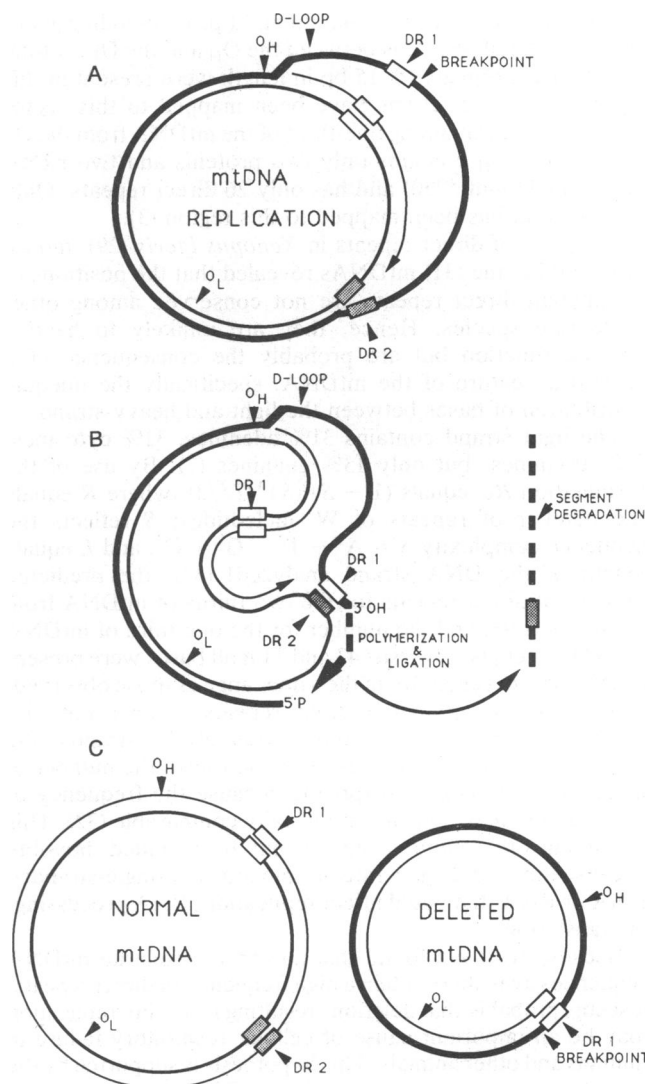 D-LOOP
O_H
DR 1
BREAKPOINT
A
mtDNA
REPLICATION
O_L
DR 2
B
D-LOOP
O_H
DR 1
SEGMENT
DEGRADATION
DR 1
3'OH
DR 2
O_L
POLYMERIZATION
&
LIGATION
5'P
C
O_H
DR 1
NORMAL
mtDNA
DELETED
mtDNA
O_H
O_L
DR 2
O_L
DR 1
BREAKPOINT